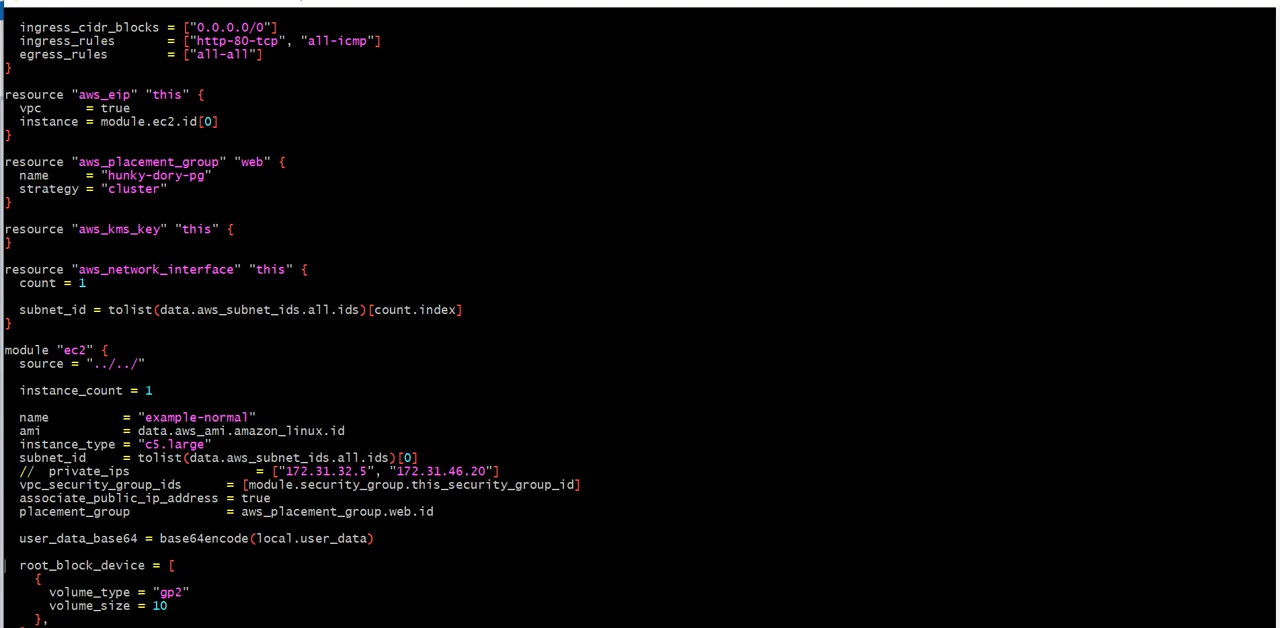 ingress_cidr_blocks = ["0.0.0.0/0"]
ingress_rules       = ["http-80-tcp", "all-icmp"]
egress_rules        = ["all-all"]
}
resource "aws_eip" "this" {
vpc      = true
instance = module.ec2.id[0]
}
resource "aws_placement_group" "web" {
name     = "hunky-dory-pg"
strategy = "cluster"
}
resource "aws_kms_key" "this" {
}
resource "aws_network_interface" "this" {
count = 1
subnet_id = tolist(data.aws_subnet_ids.all.ids)[count.index]
}
module "ec2" {
source = "../../"
instance_count = 1
name          = "example-normal"
ami           = data.aws_ami.amazon_linux.id
instance_type = "c5.large"
subnet_id     = tolist(data.aws_subnet_ids.all.ids)[0]
//  private_ips                 = ["172.31.32.5", "172.31.46.20"]
vpc_security_group_ids      = [module.security_group.this_security_group_id]
associate_public_ip_address = true
placement_group             = aws_placement_group.web.id
user_data_base64 = base64encode(local.user_data)
root_block_device = [
{
volume_type = "gp2"
volume_size = 10
},